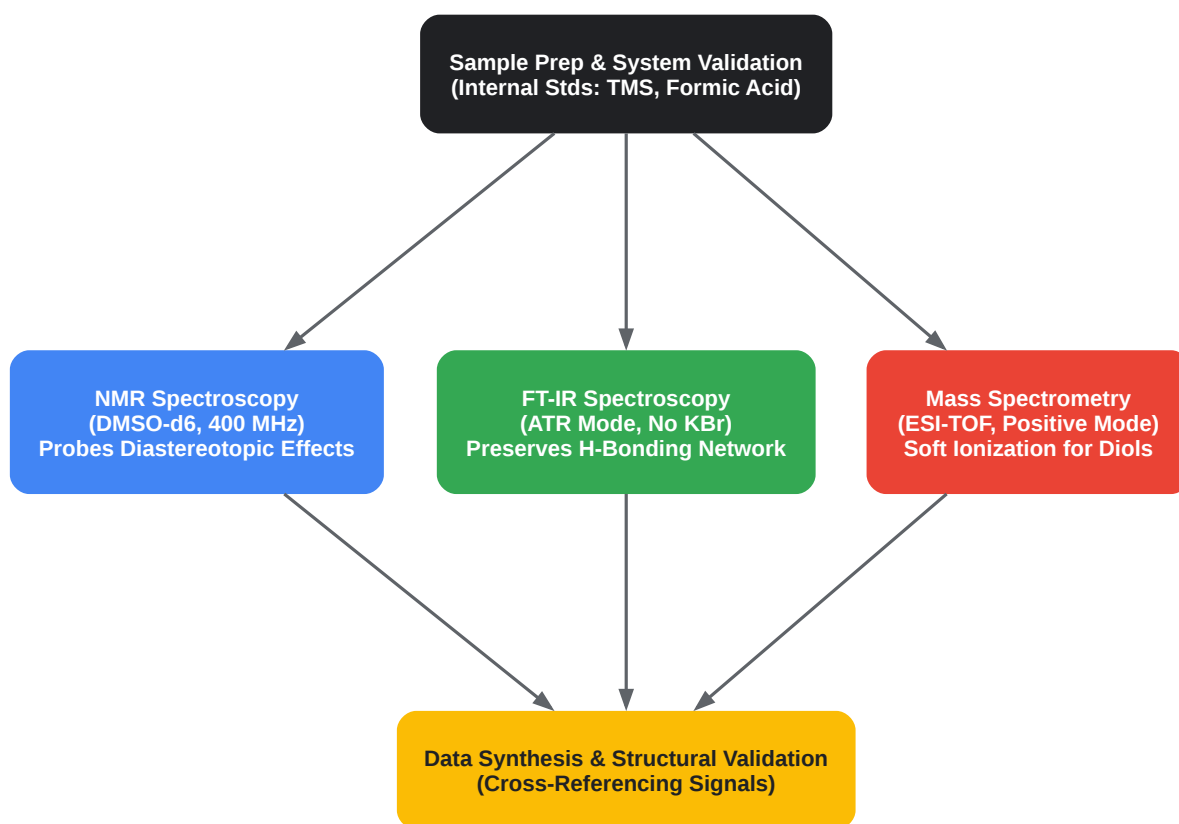 Sample Prep & System Validation
(Internal Stds: TMS, Formic Acid)
NMR Spectroscopy
(DMSO-d6, 400 MHz)
Probes Diastereotopic Effects
FT-IR Spectroscopy
(ATR Mode, No KBr)
Preserves H-Bonding Network
Mass Spectrometry
(ESI-TOF, Positive Mode)
Soft Ionization for Diols
Data Synthesis & Structural Validation
(Cross-Referencing Signals)